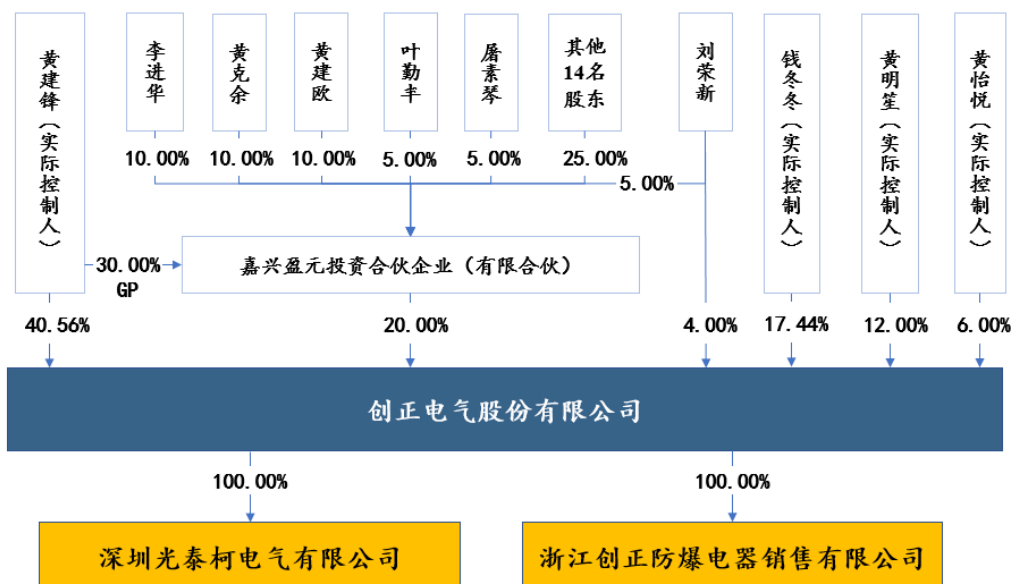 黄建锋（实际控制人）
李进华
黄克余
黄建欧
叶勤丰
屠素琴
其他
14名
股东
刘荣新
钱冬冬（实际控制人）
黄明笙（实际控制人）
黄怡悦（实际控制人）
10.00%
10.00%
10.00%
5.00%
5.00%
25.00%
5.00%
30.00%
GP
嘉兴盈元投资合伙企业（有限合伙）
40.56%
20.00%
4.00%
17.44%
12.00%
6.00%
创正电气股份有限公司
100.00%
100.00%
深圳光泰柯电气有限公司
浙江创正防爆电器销售有限公司